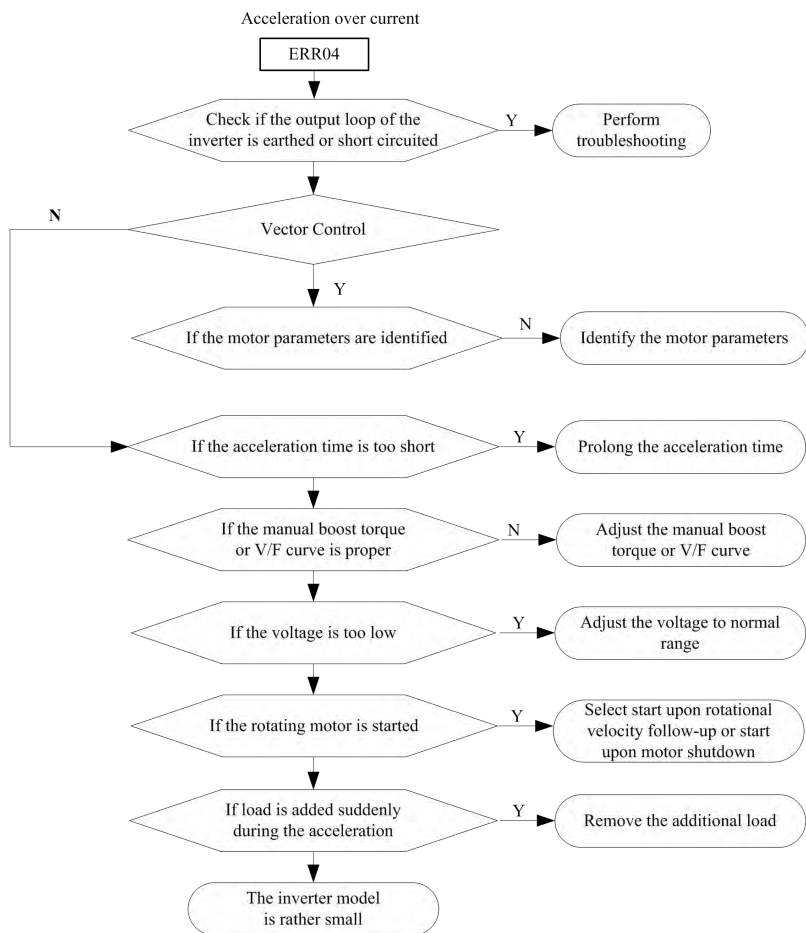 Acceleration over current
ERR04
Check if the output loop of the
inverter is earthed or short circuited
Y
Perform
troubleshooting
N
Vector Control
Y
If the motor parameters are identified
N
Identify the motor parameters
If the acceleration time is too short
Y
Prolong the acceleration time
If the manual boost torque
or V/F curve is proper
N
Adjust the manual boost
torque or V/F curve
If the voltage is too low
Y
Adjust the voltage to normal
range
If the rotating motor is started
Y
Select start upon rotational
velocity follow-up or start
upon motor shutdown
If load is added suddenly
during the acceleration
Y
Remove the additional load
The inverter model
is rather small